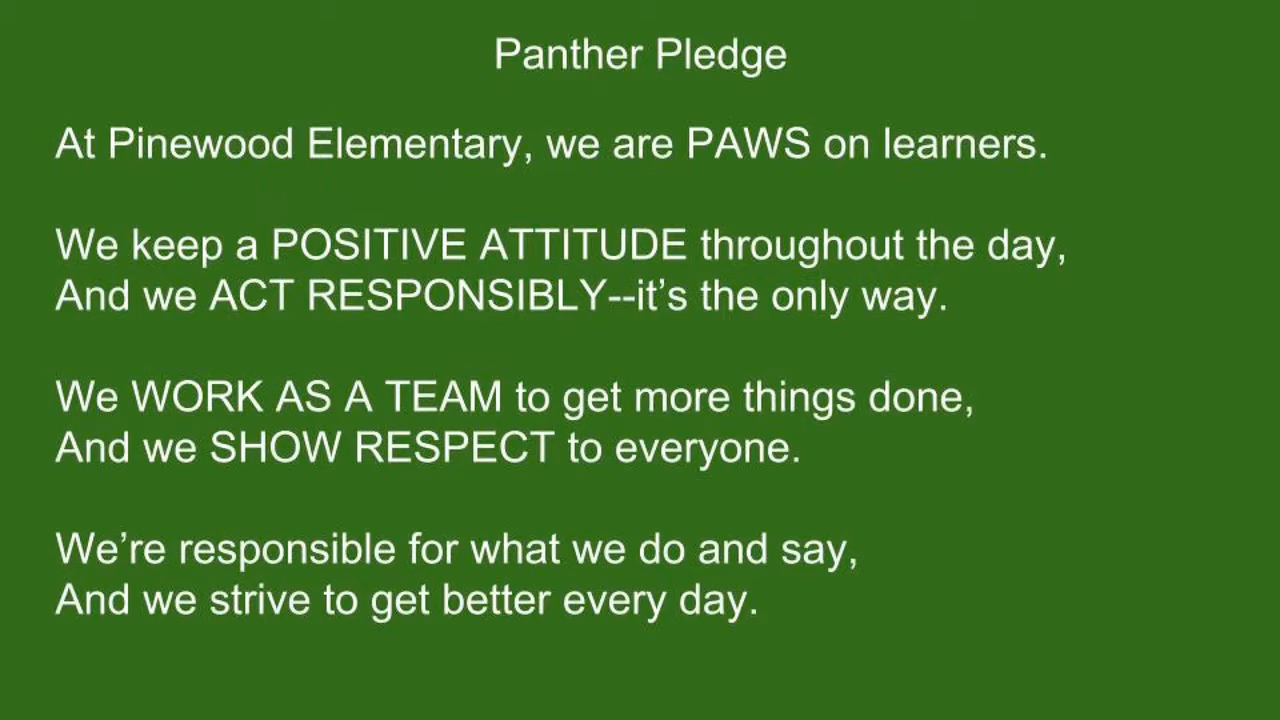 Panther Pledge
At Pinewood Elementary, we are PAWS on learners.
We keep a POSITIVE ATTITUDE throughout the day,
And we ACT RESPONSIBLY--it’s the only way.
We WORK AS A TEAM to get more things done,
And we SHOW RESPECT to everyone.
We’re responsible for what we do and say,
And we strive to get better every day.